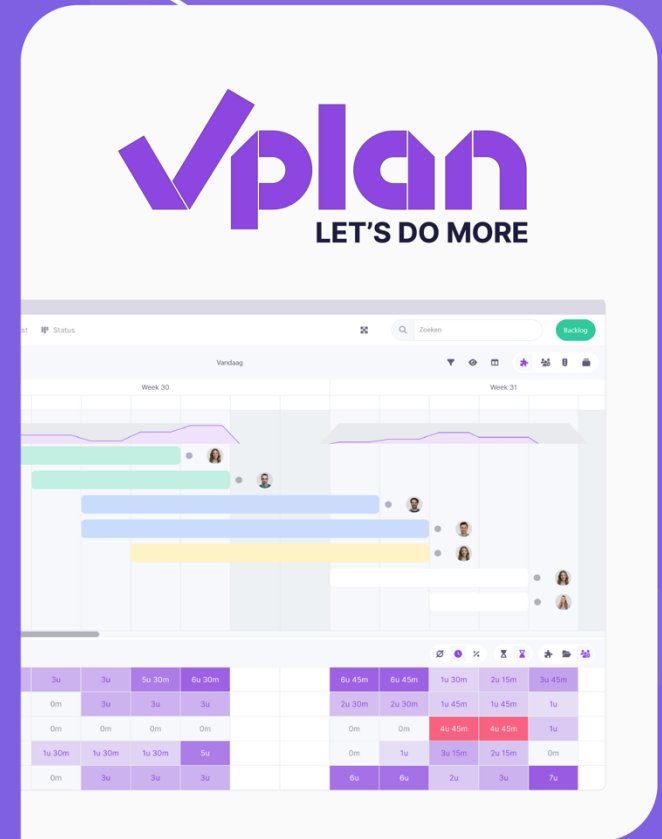 vplan
LET'S DO MORE
st Status Zoeken Backlog
Vandaag
Week 30 Week 31
3u 3u 5u 30m 6u 30m 6u 45m 6u 45m 1u 30m 2u 15m 3u 45m
0m 3u 3u 3u 2u 30m 2u 30m 1u 45m 1u 45m 1u
0m 0m 0m 0m 0m 0m 4u 45m 4u 45m 1u
1u 30m 1u 30m 1u 30m 5u 0m 1u 3u 15m 2u 15m 0m
0m 3u 3u 3u 6u 6u 2u 3u 7u